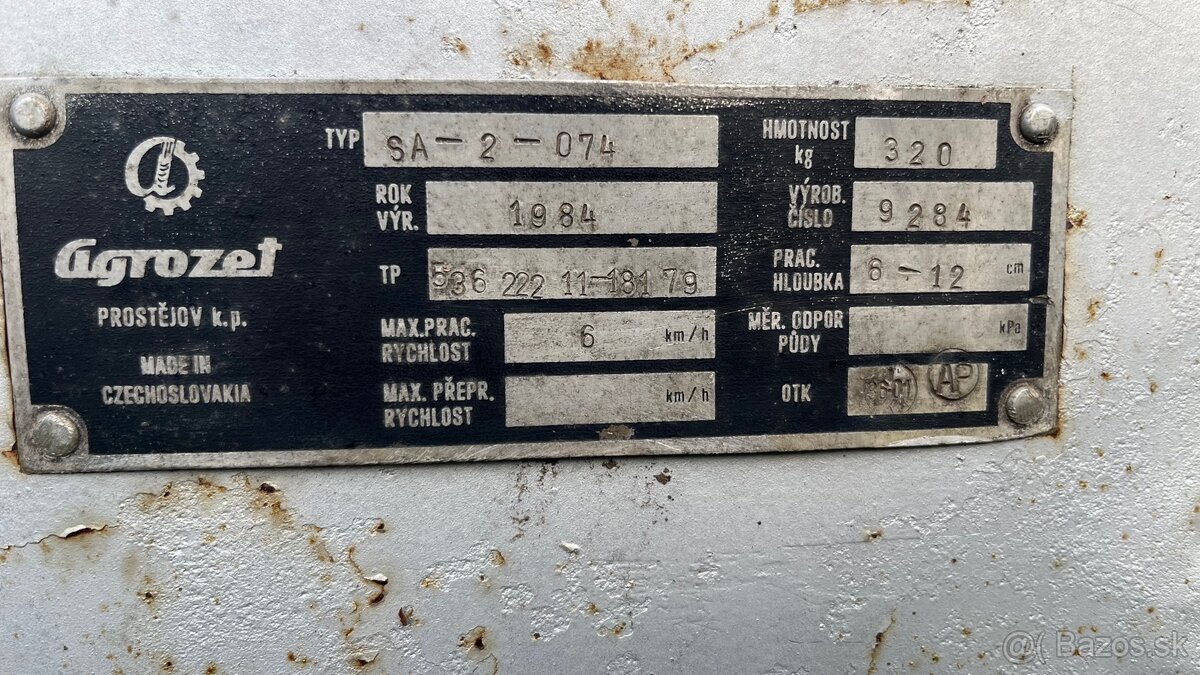 Agrozet
PROSTĚJOV k.p.
MADE IN
CZECHOSLOVAKIA
TYP SA-2-074
ROK
VÝR. 1984
TP 536 222 11-181 79
MAX.PRAC.
RYCHLOST 6 km/h
MAX. PŘEPR.
RYCHLOST km/h
HMOTNOST
kg 320
VÝROB.
ČÍSLO 9284
PRAC.
HLOUBKA 6-12 cm
MĚR. ODPOR
PŮDY kPa
OTK AP
@( Bazos.sk